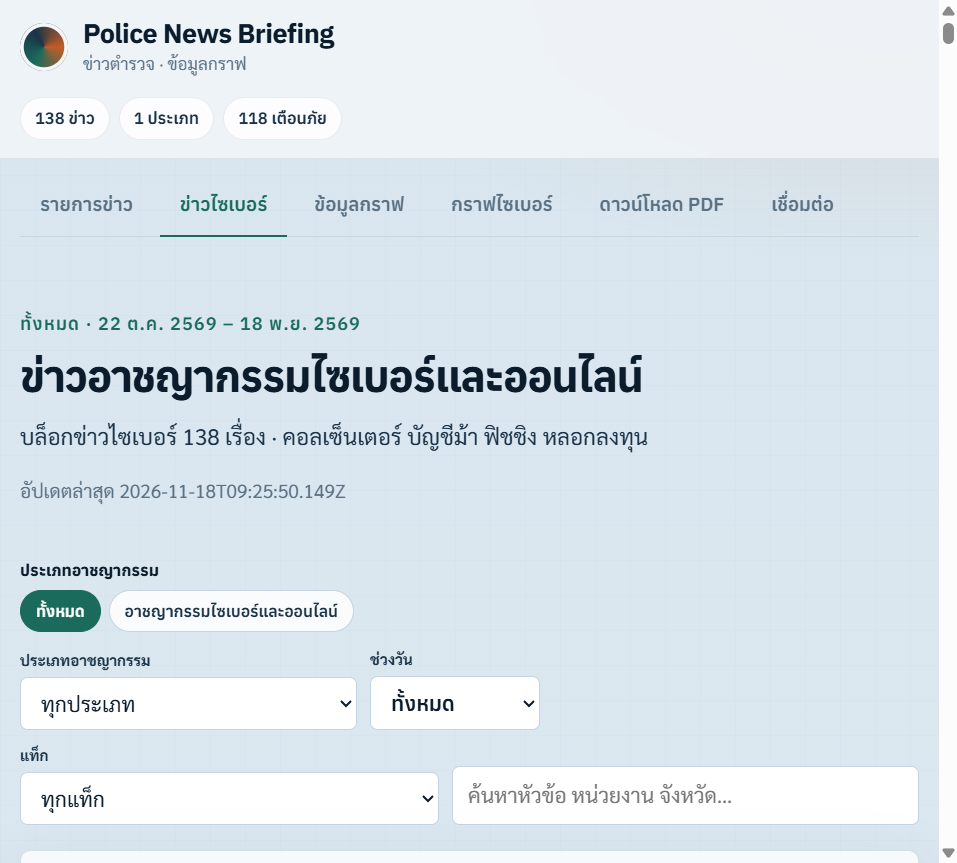 Police News Briefing
ข่าวตำรวจ · ข้อมูลกราฟ
138 ข่าว 1 ประเภท 118 เตือนภัย
รายการข่าว ข่าวไซเบอร์ ข้อมูลกราฟ กราฟไซเบอร์ ดาวน์โหลด PDF เชื่อมต่อ
ทั้งหมด · 22 ต.ค. 2569 – 18 พ.ย. 2569
ข่าวอาชญากรรมไซเบอร์และออนไลน์
บล็อกข่าวไซเบอร์ 138 เรื่อง · คอลเซ็นเตอร์ บัญชีม้า ฟิชชิง หลอกลงทุน
อัปเดตล่าสุด 2026-11-18T09:25:50.149Z
ประเภทอาชญากรรม
ทั้งหมด อาชญากรรมไซเบอร์และออนไลน์
ประเภทอาชญากรรม ช่วงวัน
ทุกประเภท ทั้งหมด
แท็ก
ทุกแท็ก ค้นหาหัวข้อ หน่วยงาน จังหวัด...